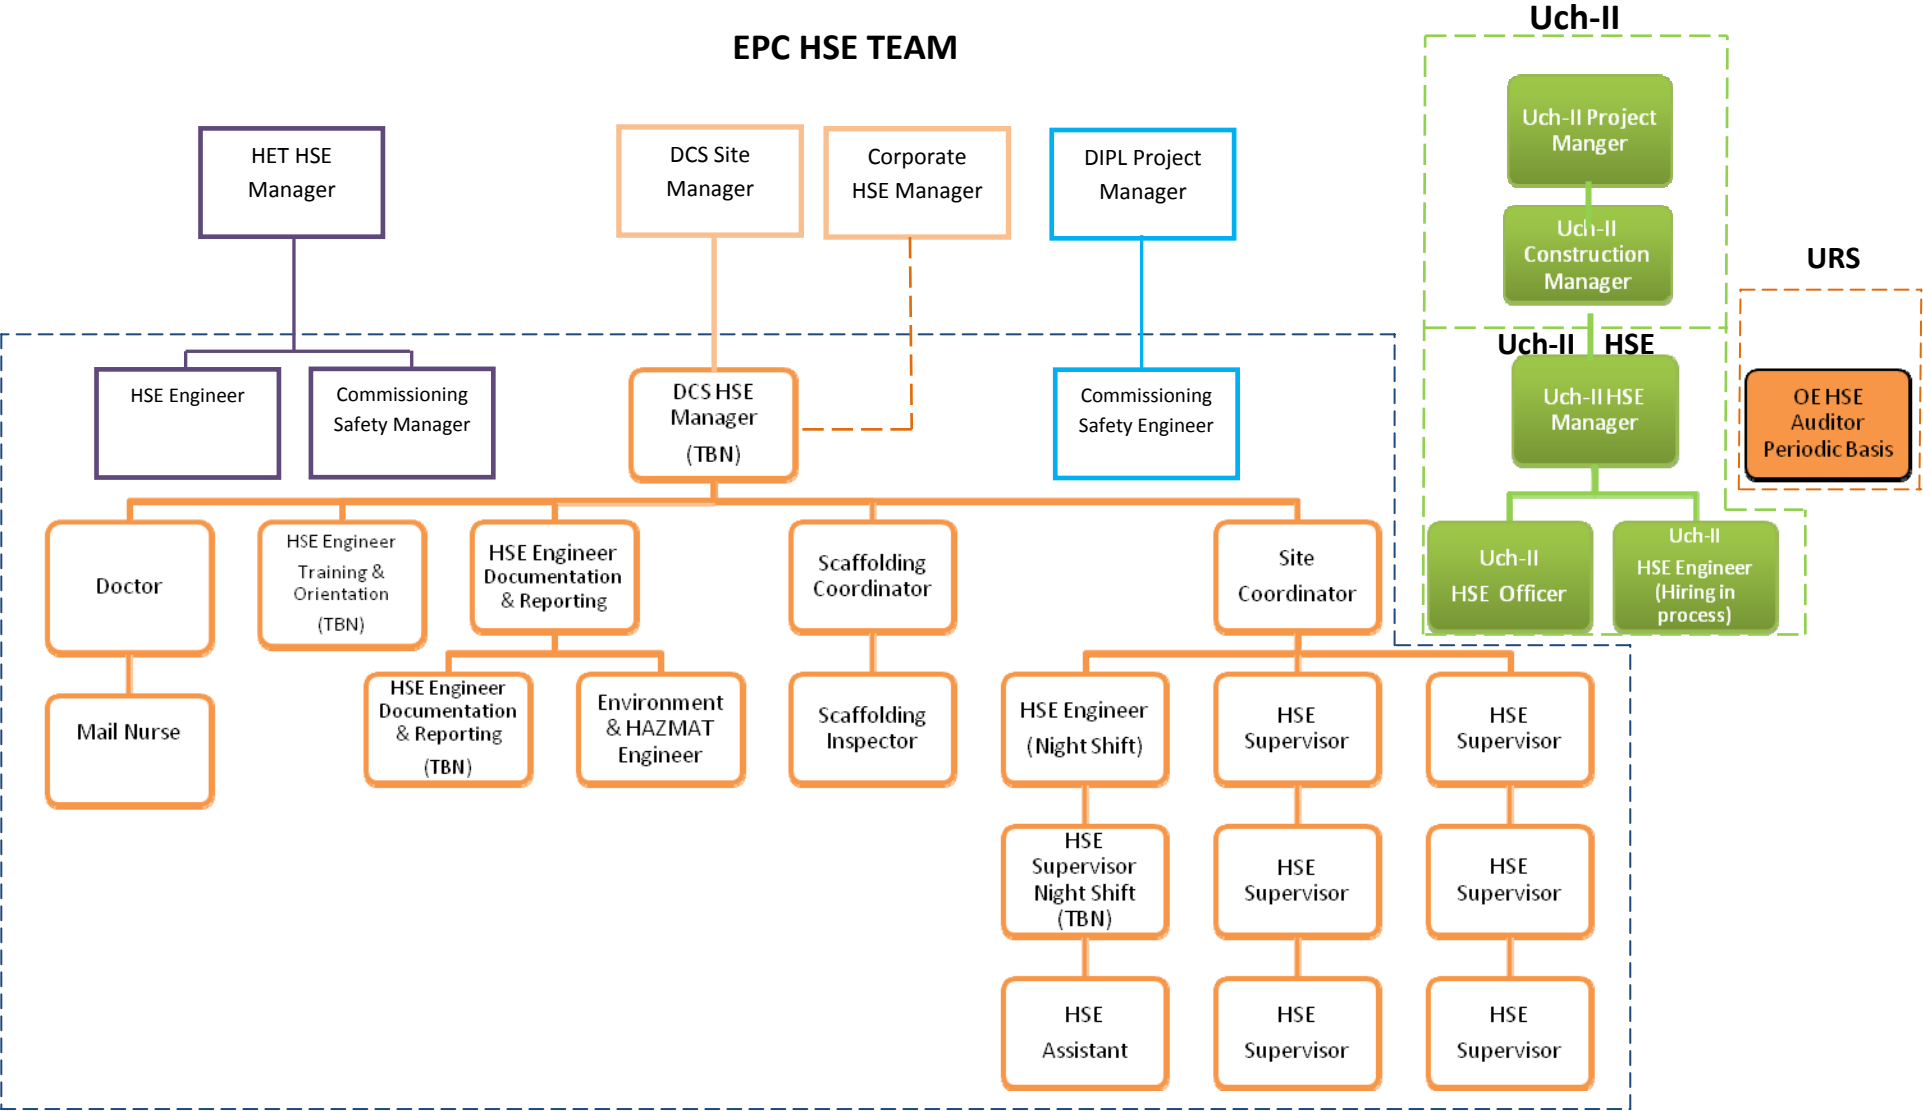 Uch-II
EPC HSE TEAM
HET HSE
Manager
DCS Site
Manager
Corporate
HSE Manager
DIPL Project
Manager
Uch-II Project
Manger
Uch-II
Construction
Manager
URS
Uch-II HSE
HSE Engineer
Commissioning
Safety Manager
DCS HSE
Manager
(TBN)
Commissioning
Safety Engineer
Uch-II HSE
Manager
OE HSE
Auditor
Periodic Basis
Doctor
HSE Engineer
Training &
Orientation
(TBN)
HSE Engineer
Documentation
& Reporting
Scaffolding
Coordinator
Site
Coordinator
Uch-II
HSE Officer
Uch-II
HSE Engineer
(Hiring in
process)
Mail Nurse
HSE Engineer
Documentation
& Reporting
(TBN)
Environment
& HAZMAT
Engineer
Scaffolding
Inspector
HSE Engineer
(Night Shift)
HSE
Supervisor
HSE
Supervisor
HSE
Supervisor
Night Shift
(TBN)
HSE
Supervisor
HSE
Supervisor
HSE
Assistant
HSE
Supervisor
HSE
Supervisor